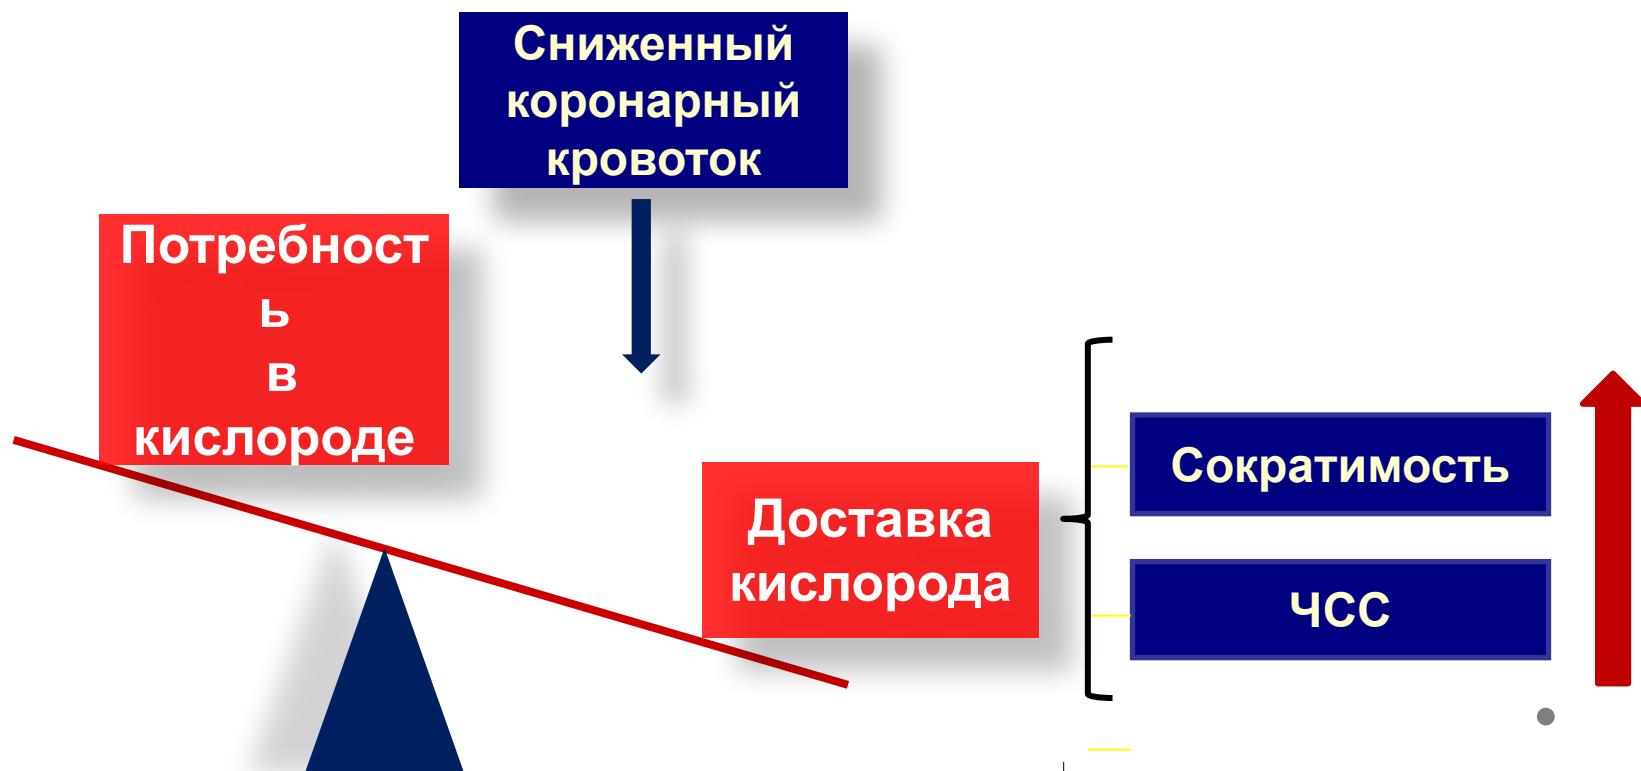 Сниженный
коронарный
кровоток
Потребност
ь
в
кислороде
Доставка
кислорода
Сократимость
ЧСС